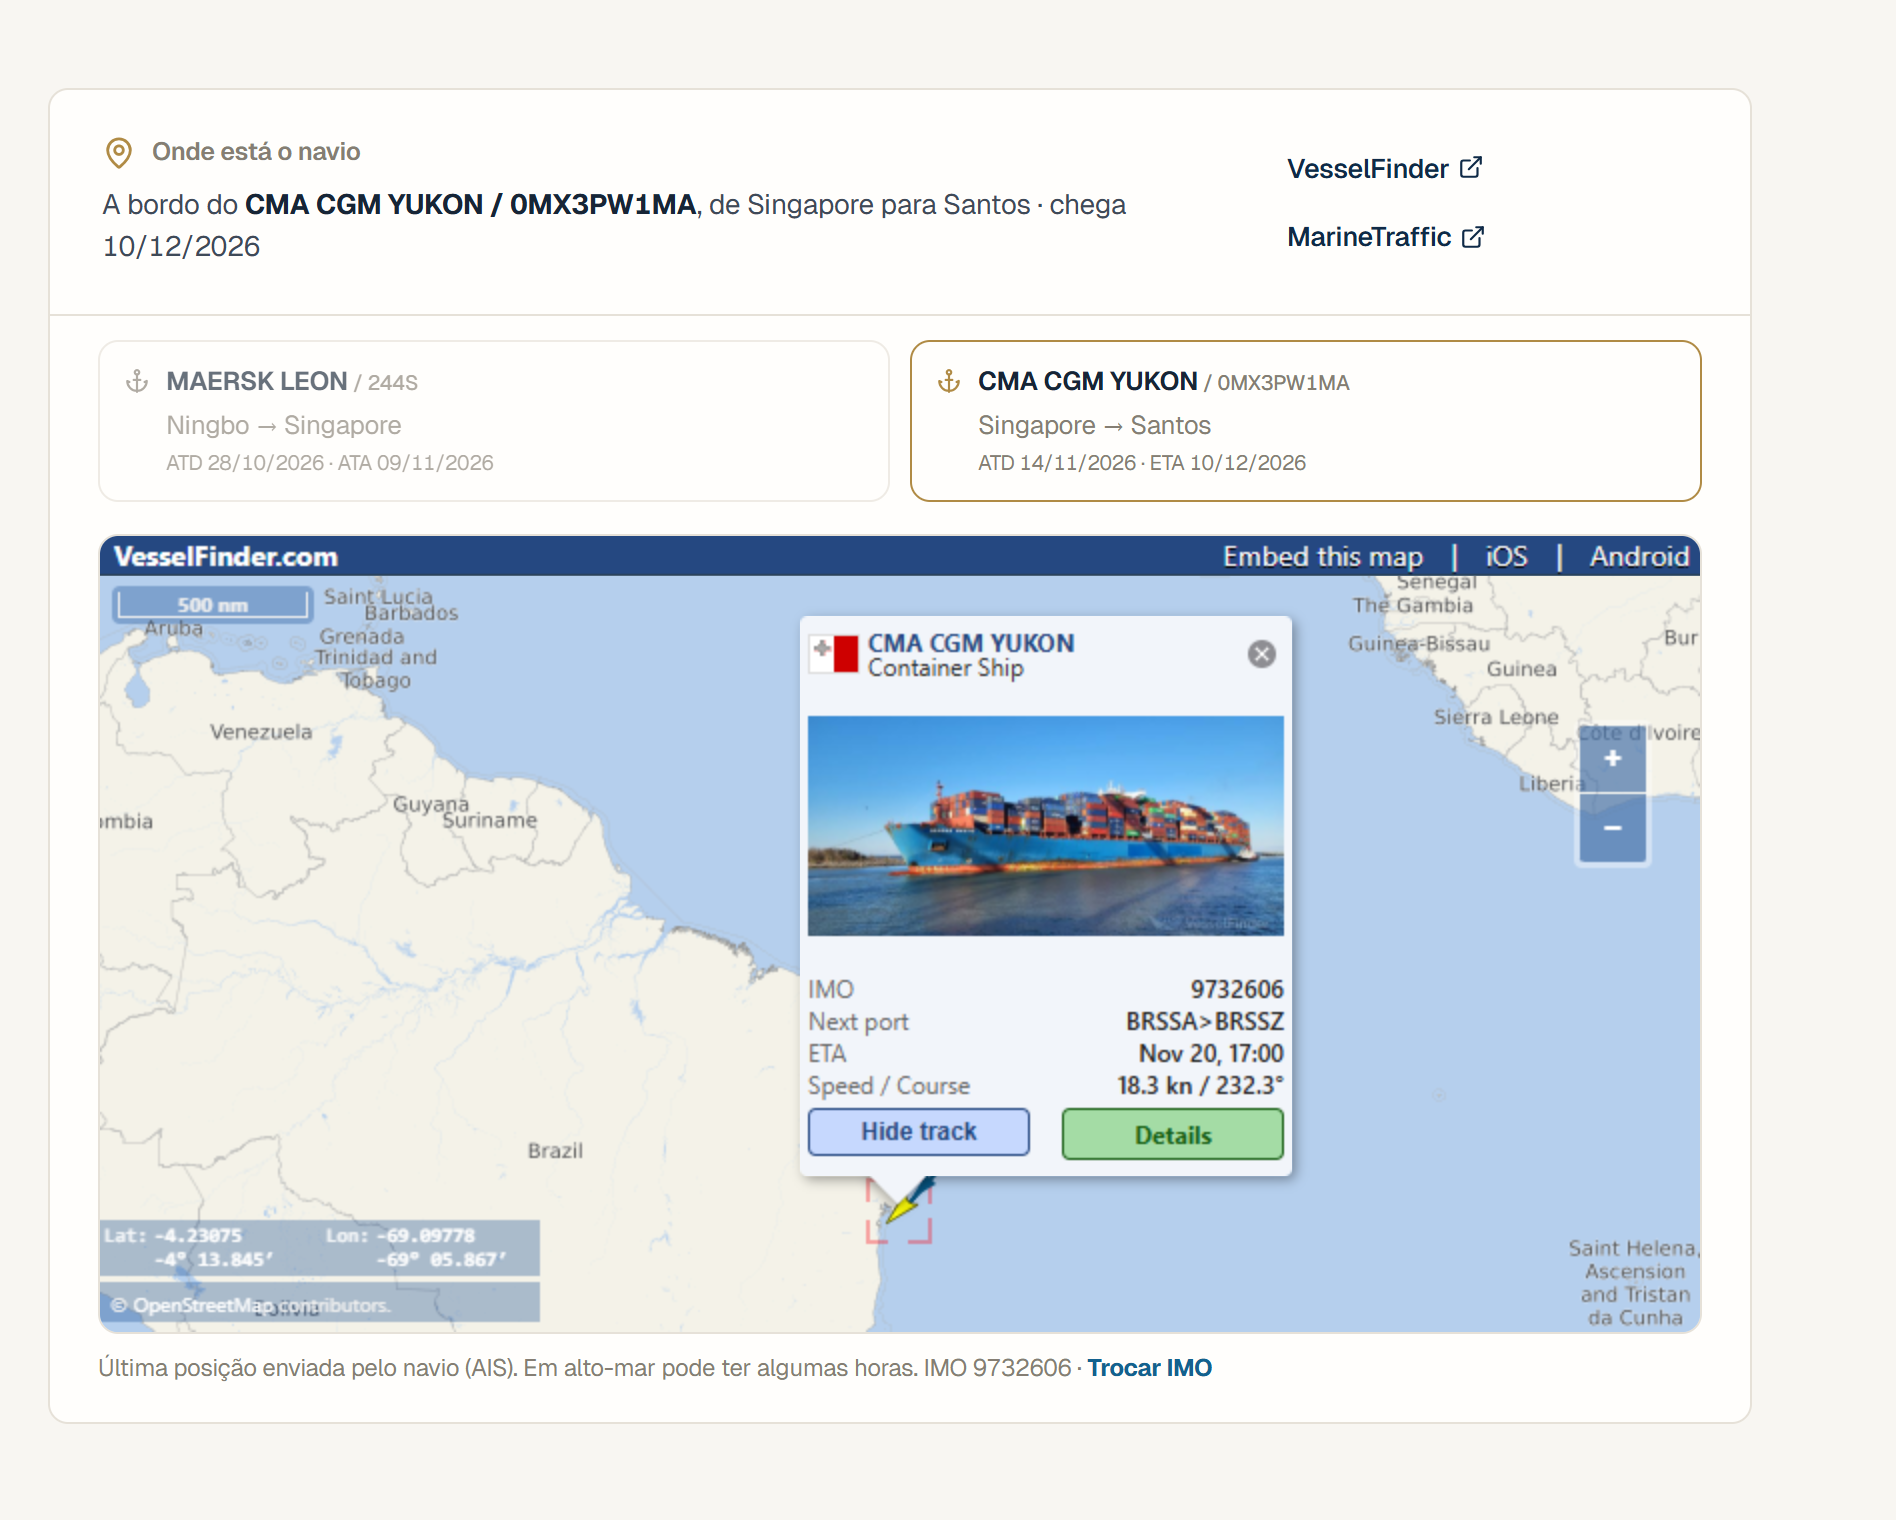 Onde está o navio
A bordo do CMA CGM YUKON / 0MX3PW1MA, de Singapore para Santos · chega
10/12/2026
VesselFinder
MarineTraffic
MAERSK LEON / 244S
Ningbo → Singapore
ATD 28/10/2026 · ATA 09/11/2026
CMA CGM YUKON / 0MX3PW1MA
Singapore → Santos
ATD 14/11/2026 · ETA 10/12/2026
VesselFinder.com
Embed this map | iOS | Android
500 nm
Saint Lucia
Barbados
Aruba
Grenada
Trinidad and
Tobago
Venezuela
Guyana
Suriname
ombia
Brazil
Senegal
The Gambia
Guinea-Bissau
Bur
Guinea
Sierra Leone
Côte d'Ivoire
Liberia
+
−
CMA CGM YUKON
Container Ship
IMO 9732606
Next port BRSSA>BRSSZ
ETA Nov 20, 17:00
Speed / Course 18.3 kn / 232.3°
Hide track
Details
Lat: -4.23075 Lon: -69.09778
-4° 13.845′ -69° 05.867′
© OpenStreetMap contributors.
Bolivia
Saint Helena,
Ascension
and Tristan
da Cunha
Última posição enviada pelo navio (AIS). Em alto-mar pode ter algumas horas. IMO 9732606 · Trocar IMO